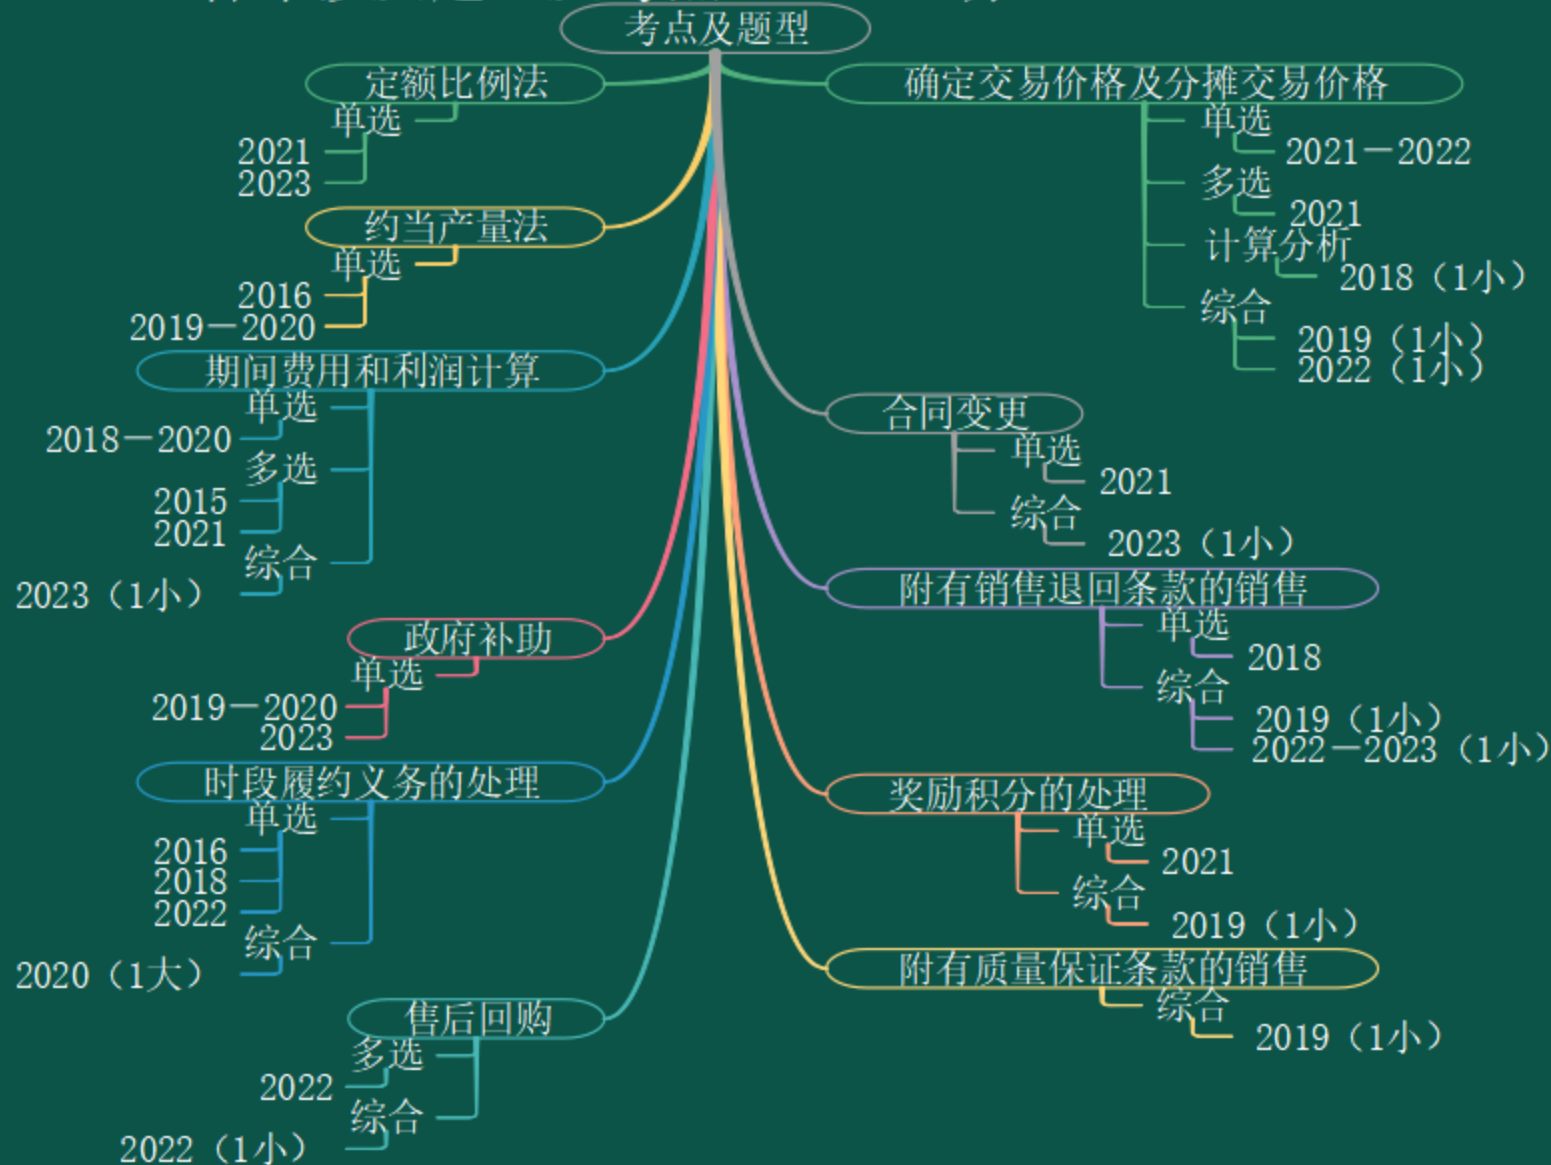 考点及题型
定额比例法
单选
2021
2023
约当产量法
单选
2016
2019－2020
期间费用和利润计算
单选
2018－2020
多选
2015
2021
综合
2023（1小）
政府补助
单选
2019－2020
2023
时段履约义务的处理
单选
2016
2018
2022
综合
2020（1大）
售后回购
多选
2022
综合
2022（1小）
确定交易价格及分摊交易价格
单选
2021－2022
多选
2021
计算分析
2018（1小）
综合
2019（1小）
2022（1小）
合同变更
单选
2021
综合
2023（1小）
附有销售退回条款的销售
单选
2018
综合
2019（1小）
2022－2023（1小）
奖励积分的处理
单选
2021
综合
2019（1小）
附有质量保证条款的销售
综合
2019（1小）